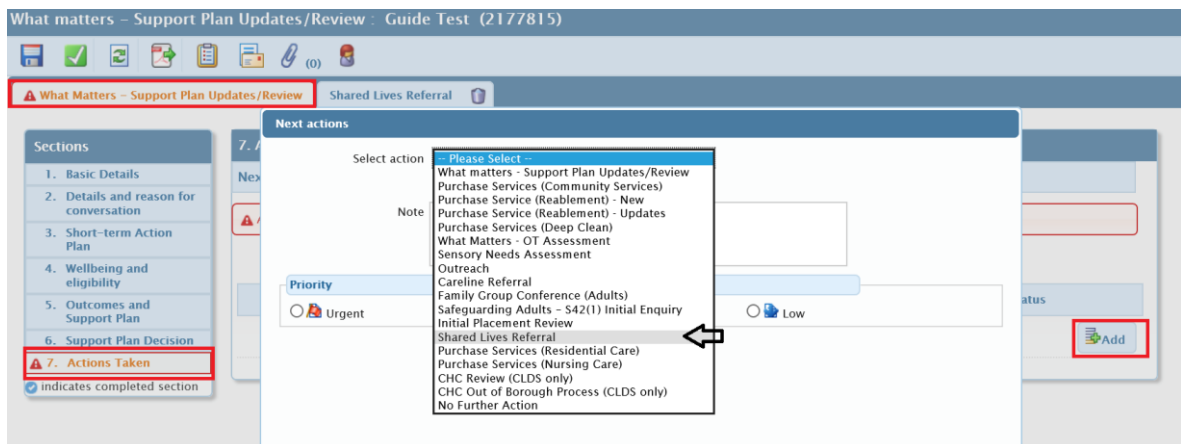 What matters – Support Plan Updates/Review : Guide Test (2177815)
(0)
What Matters – Support Plan Updates/Review
Shared Lives Referral
Sections
1. Basic Details
2. Details and reason for
conversation
3. Short-term Action
Plan
4. Wellbeing and
eligibility
5. Outcomes and
Support Plan
6. Support Plan Decision
7. Actions Taken
indicates completed section
7. A
Nex
Next actions
Select action
-- Please Select --
What matters - Support Plan Updates/Review
Purchase Services (Community Services)
Purchase Service (Reablement) - New
Purchase Service (Reablement) - Updates
Purchase Services (Deep Clean)
What Matters - OT Assessment
Sensory Needs Assessment
Outreach
Careline Referral
Family Group Conference (Adults)
Safeguarding Adults – S42(1) Initial Enquiry
Initial Placement Review
Shared Lives Referral
Purchase Services (Residential Care)
Purchase Services (Nursing Care)
CHC Review (CLDS only)
CHC Out of Borough Process (CLDS only)
No Further Action
Note
Priority
Urgent
Low
atus
Add